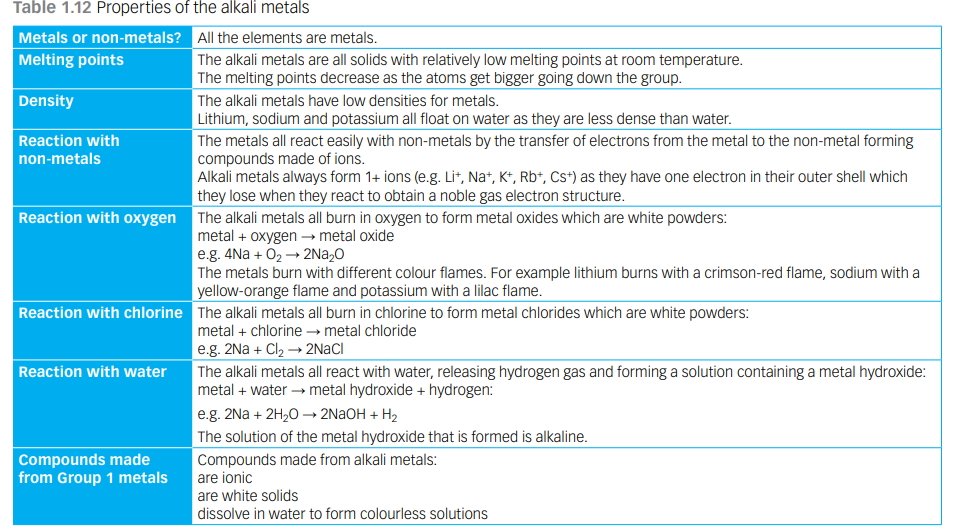 Table 1.12 Properties of the alkali metals
Metals or non-metals? All the elements are metals.
Melting points The alkali metals are all solids with relatively low melting points at room temperature.
The melting points decrease as the atoms get bigger going down the group.
Density The alkali metals have low densities for metals.
Lithium, sodium and potassium all float on water as they are less dense than water.
Reaction with The metals all react easily with non-metals by the transfer of electrons from the metal to the non-metal forming
non-metals compounds made of ions.
Alkali metals always form 1+ ions (e.g. Li⁺, Na⁺, K⁺, Rb⁺, Cs⁺) as they have one electron in their outer shell which
they lose when they react to obtain a noble gas electron structure.
Reaction with oxygen The alkali metals all burn in oxygen to form metal oxides which are white powders:
metal + oxygen → metal oxide
e.g. 4Na + O₂ → 2Na₂O
The metals burn with different colour flames. For example lithium burns with a crimson-red flame, sodium with a
yellow-orange flame and potassium with a lilac flame.
Reaction with chlorine The alkali metals all burn in chlorine to form metal chlorides which are white powders:
metal + chlorine → metal chloride
e.g. 2Na + Cl₂ → 2NaCl
Reaction with water The alkali metals all react with water, releasing hydrogen gas and forming a solution containing a metal hydroxide:
metal + water → metal hydroxide + hydrogen:
e.g. 2Na + 2H₂O → 2NaOH + H₂
The solution of the metal hydroxide that is formed is alkaline.
Compounds made Compounds made from alkali metals:
from Group 1 metals are ionic
are white solids
dissolve in water to form colourless solutions